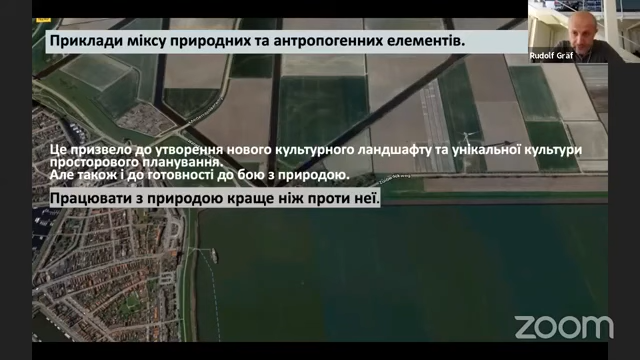 Приклади міксу природних та антропогенних елементів.
Rudolf Gräf
Це призвело до утворення нового культурного ландшафту та унікальної культури
просторового планування.
Але також і до готовності до бою з природою.
Працювати з природою краще ніж проти неї.
zoom